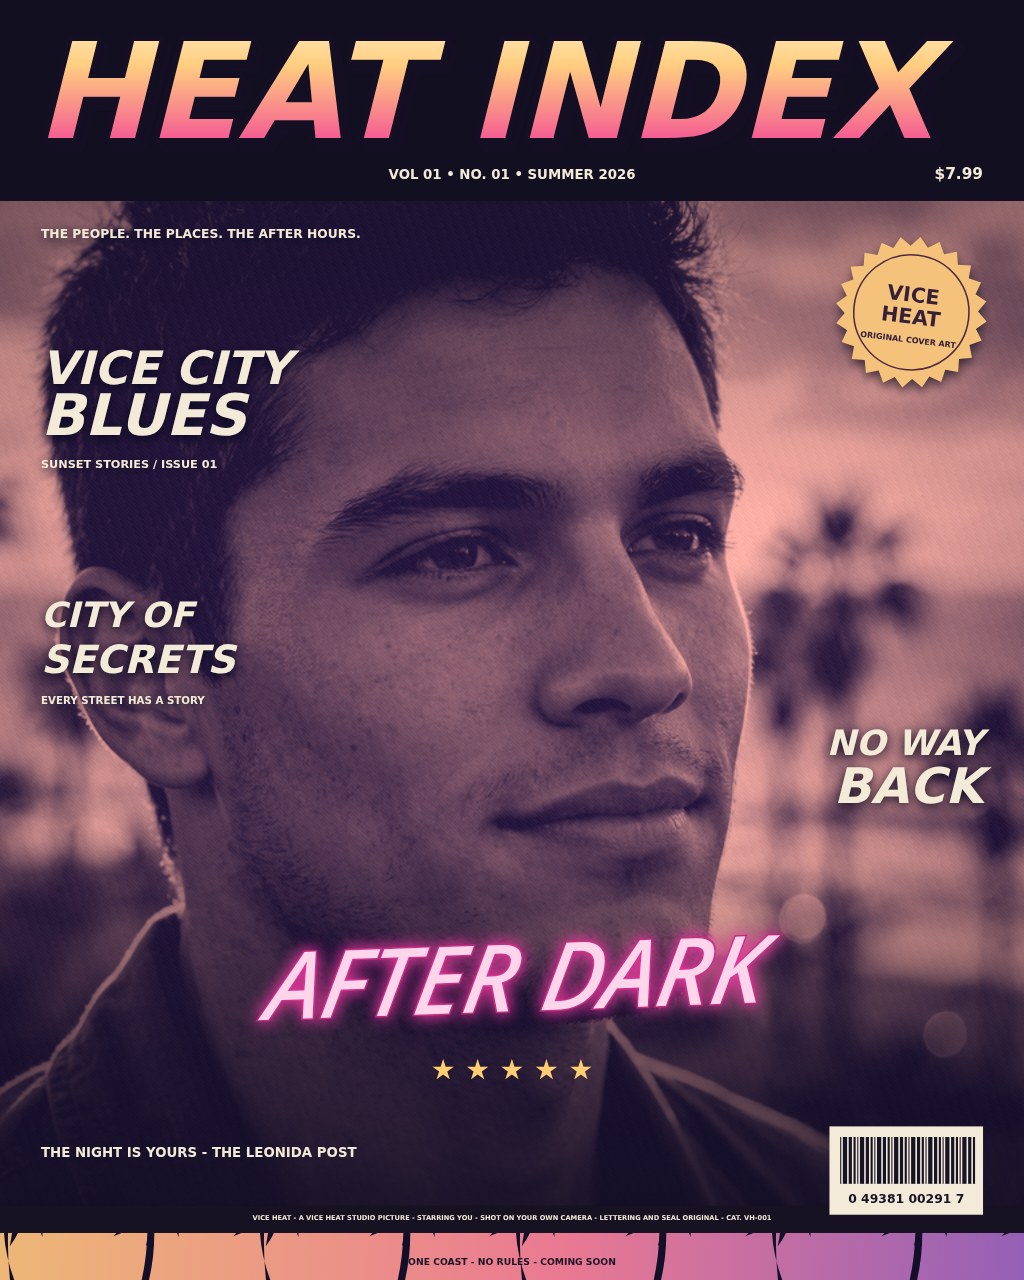 HEAT INDEX
VOL 01 • NO. 01 • SUMMER 2026
$7.99
THE PEOPLE. THE PLACES. THE AFTER HOURS.
VICE
HEAT
ORIGINAL COVER ART
VICE CITY
BLUES
SUNSET STORIES / ISSUE 01
CITY OF
SECRETS
EVERY STREET HAS A STORY
NO WAY
BACK
AFTER DARK
★ ★ ★ ★ ★
THE NIGHT IS YOURS - THE LEONIDA POST
0 49381 00291 7
VICE HEAT - A VICE HEAT STUDIO PICTURE - STARRING YOU - SHOT ON YOUR OWN CAMERA - LETTERING AND SEAL ORIGINAL - CAT. VH-001
ONE COAST - NO RULES - COMING SOON